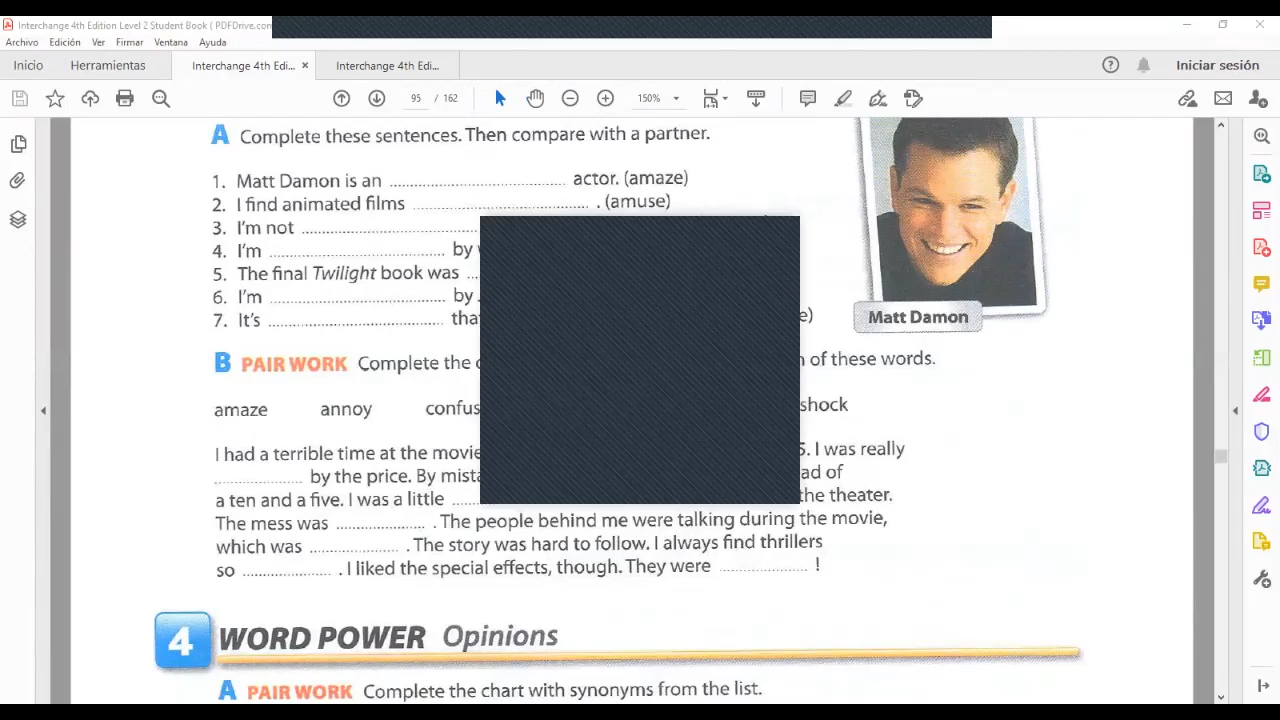 Interchange 4th Edition Level 2 Student Book ( PDFDrive.com
Archivo Edición Ver Firmar Ventana Ayuda
Inicio Herramientas Interchange 4th Edi... × Interchange 4th Edi... Iniciar sesión
95 / 162 150%
A Complete these sentences. Then compare with a partner.
1. Matt Damon is an .................... actor. (amaze)
2. I find animated films .................... . (amuse)
3. I'm not ....................
4. I'm .................... by
5. The final Twilight book was
6. I'm .................... by
7. It's ....................
Matt Damon
B PAIR WORK Complete the of these words.
amaze annoy shock
I had a terrible time at the I was really
.................... by the price. By of
a ten and a five. I was a little .................... the theater.
The mess was .................... . The people behind me were talking during the movie,
which was .................... . The story was hard to follow. I always find thrillers
so .................... . I liked the special effects, though. They were .................... !
4 WORD POWER Opinions
A PAIR WORK Complete the chart with synonyms from the list.